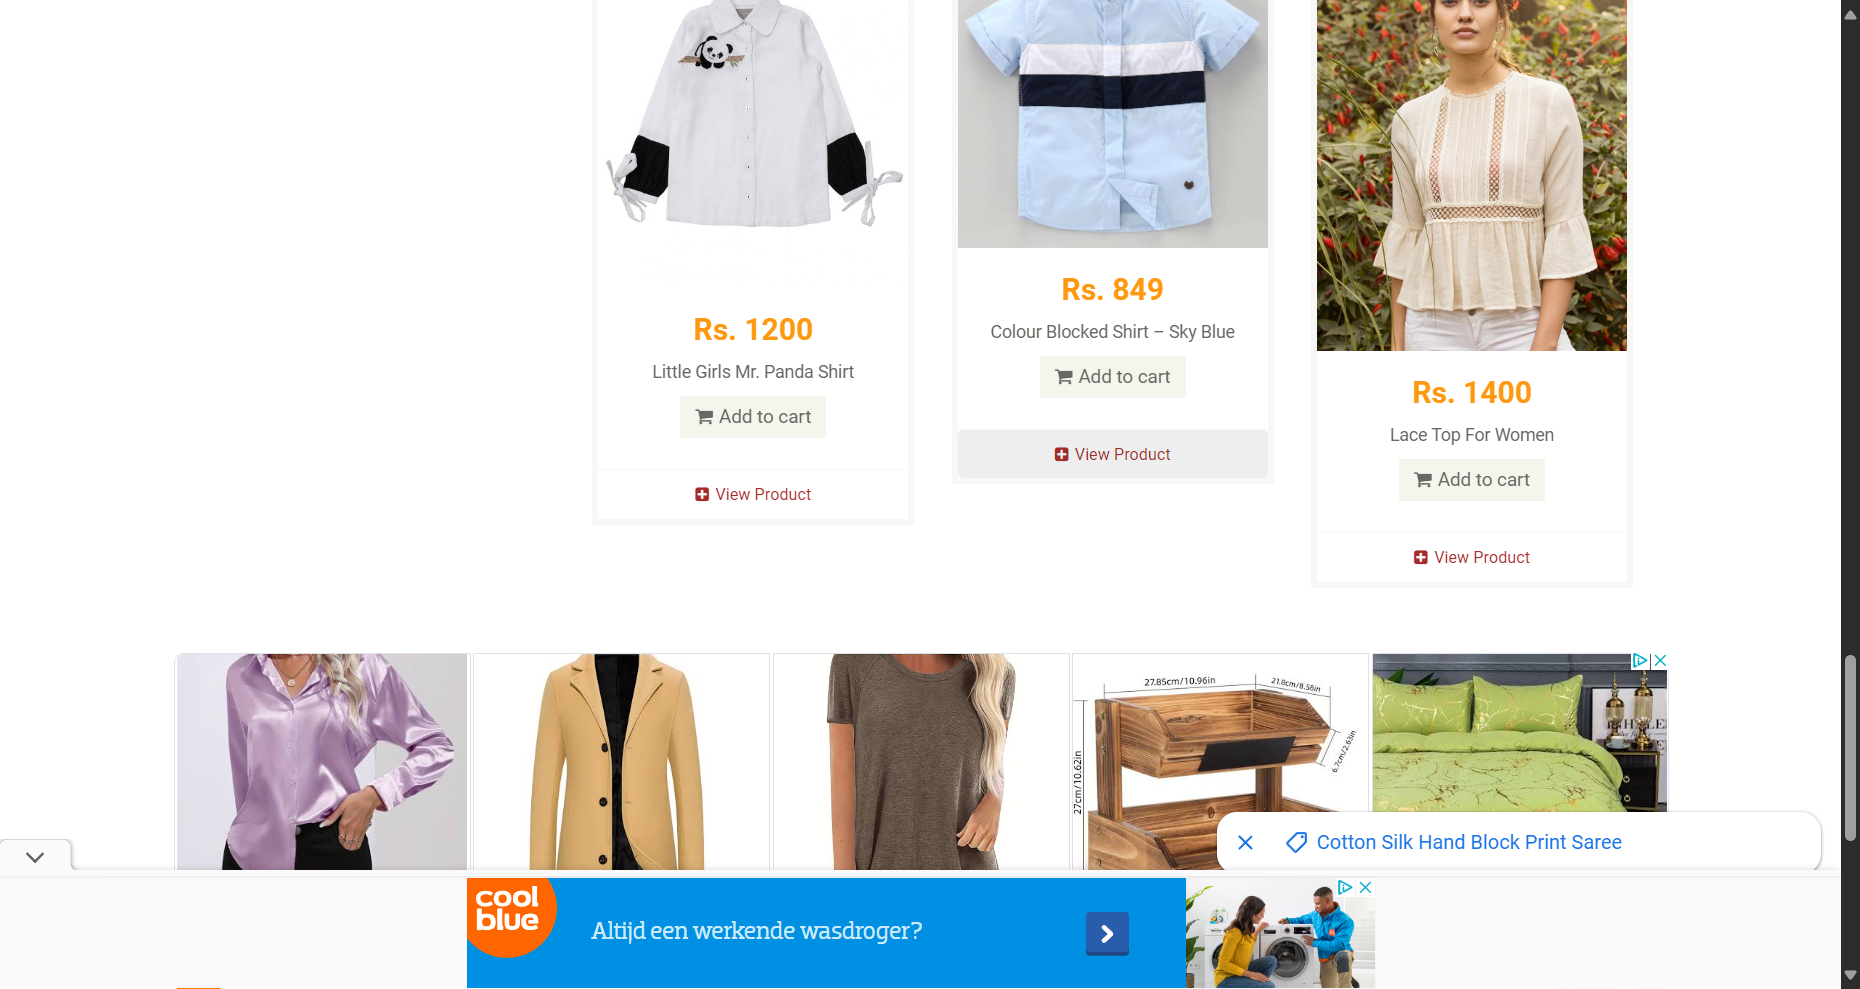 Rs. 1200
Little Girls Mr. Panda Shirt
Add to cart
View Product
Rs. 849
Colour Blocked Shirt – Sky Blue
Add to cart
View Product
Rs. 1400
Lace Top For Women
Add to cart
View Product
27.85cm/10.96in
21.8cm/8.58in
6.7cm/2.63in
27cm/10.62in
Cotton Silk Hand Block Print Saree
cool
blue
Altijd een werkende wasdroger?